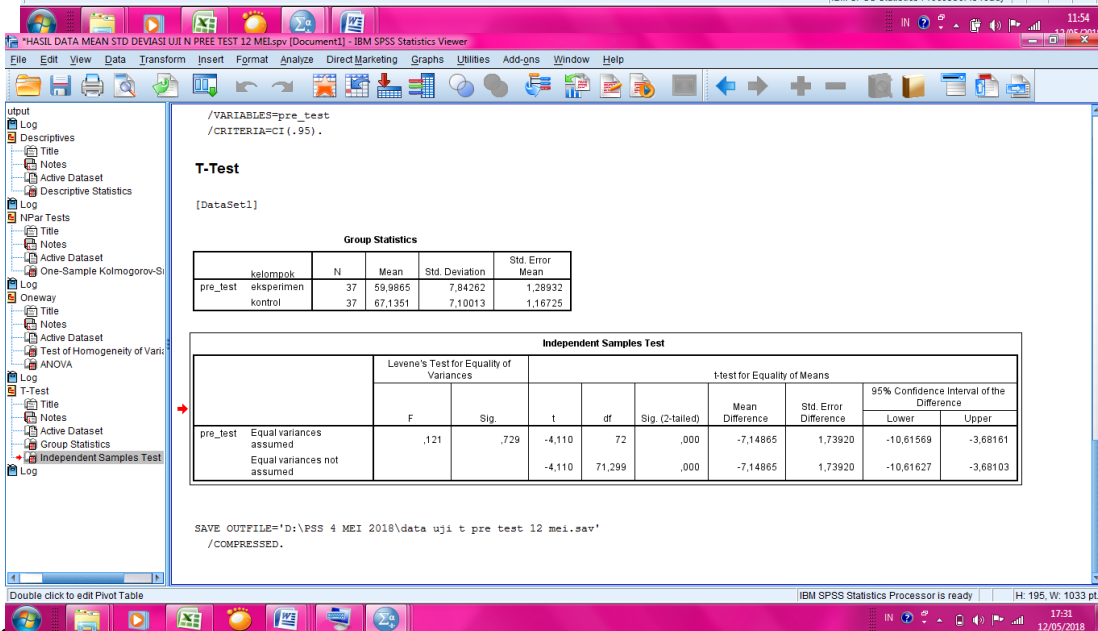 IN 11:54
*HASIL DATA MEAN STD DEVIASI UJI N PREE TEST 12 MEI.spv [Document1] - IBM SPSS Statistics Viewer
File Edit View Data Transform Insert Format Analyze Direct Marketing Graphs Utilities Add-ons Window Help
utput
Log
Descriptives
Title
Notes
Active Dataset
Descriptive Statistics
Log
NPar Tests
Title
Notes
Active Dataset
One-Sample Kolmogorov-S
Log
Oneway
Title
Notes
Active Dataset
Test of Homogeneity of Varia
ANOVA
Log
T-Test
Title
Notes
Active Dataset
Group Statistics
Independent Samples Test
Log
/VARIABLES=pre_test
/CRITERIA=CI(.95).
T-Test
[DataSet1]
Group Statistics
kelompok N Mean Std. Deviation Std. Error Mean
pre_test eksperimen 37 59,9865 7,84262 1,28932
kontrol 37 67,1351 7,10013 1,16725
Independent Samples Test
Levene's Test for Equality of Variances t-test for Equality of Means
95% Confidence Interval of the Difference
F Sig. t df Sig. (2-tailed) Mean Difference Std. Error Difference Lower Upper
pre_test Equal variances assumed ,121 ,729 -4,110 72 ,000 -7,14865 1,73920 -10,61569 -3,68161
Equal variances not assumed -4,110 71,299 ,000 -7,14865 1,73920 -10,61627 -3,68103
SAVE OUTFILE='D:\PSS 4 MEI 2018\data uji t pre test 12 mei.sav'
/COMPRESSED.
Double click to edit Pivot Table IBM SPSS Statistics Processor is ready H: 195, W: 1033 pt.
IN 17:31
12/05/2018